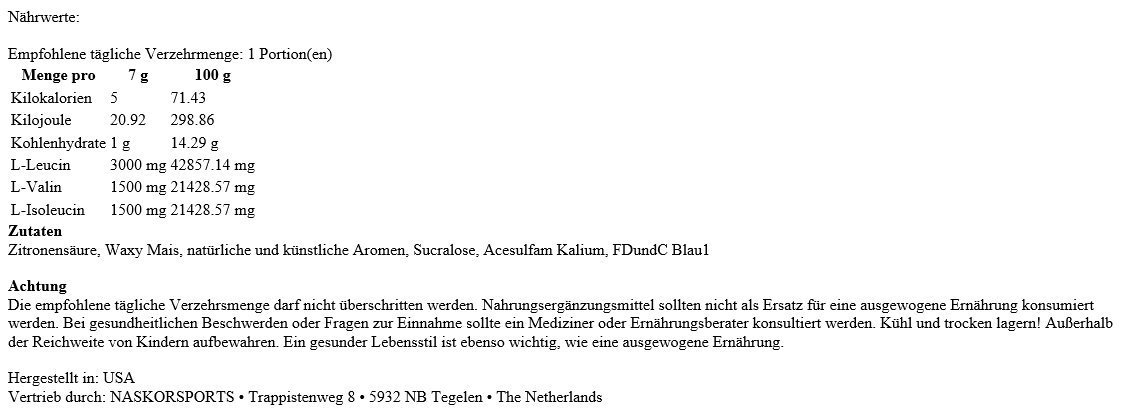 Nährwerte:
Empfohlene tägliche Verzehrmenge: 1 Portion(en)
Menge pro 7 g 100 g
Kilokalorien 5 71.43
Kilojoule 20.92 298.86
Kohlenhydrate 1 g 14.29 g
L-Leucin 3000 mg 42857.14 mg
L-Valin 1500 mg 21428.57 mg
L-Isoleucin 1500 mg 21428.57 mg
Zutaten
Zitronensäure, Waxy Mais, natürliche und künstliche Aromen, Sucralose, Acesulfam Kalium, FDundC Blau1
Achtung
Die empfohlene tägliche Verzehrsmenge darf nicht überschritten werden. Nahrungsergänzungsmittel sollten nicht als Ersatz für eine ausgewogene Ernährung konsumiert
werden. Bei gesundheitlichen Beschwerden oder Fragen zur Einnahme sollte ein Mediziner oder Ernährungsberater konsultiert werden. Kühl und trocken lagern! Außerhalb
der Reichweite von Kindern aufbewahren. Ein gesunder Lebensstil ist ebenso wichtig, wie eine ausgewogene Ernährung.
Hergestellt in: USA
Vertrieb durch: NASKORSPORTS • Trappistenweg 8 • 5932 NB Tegelen • The Netherlands